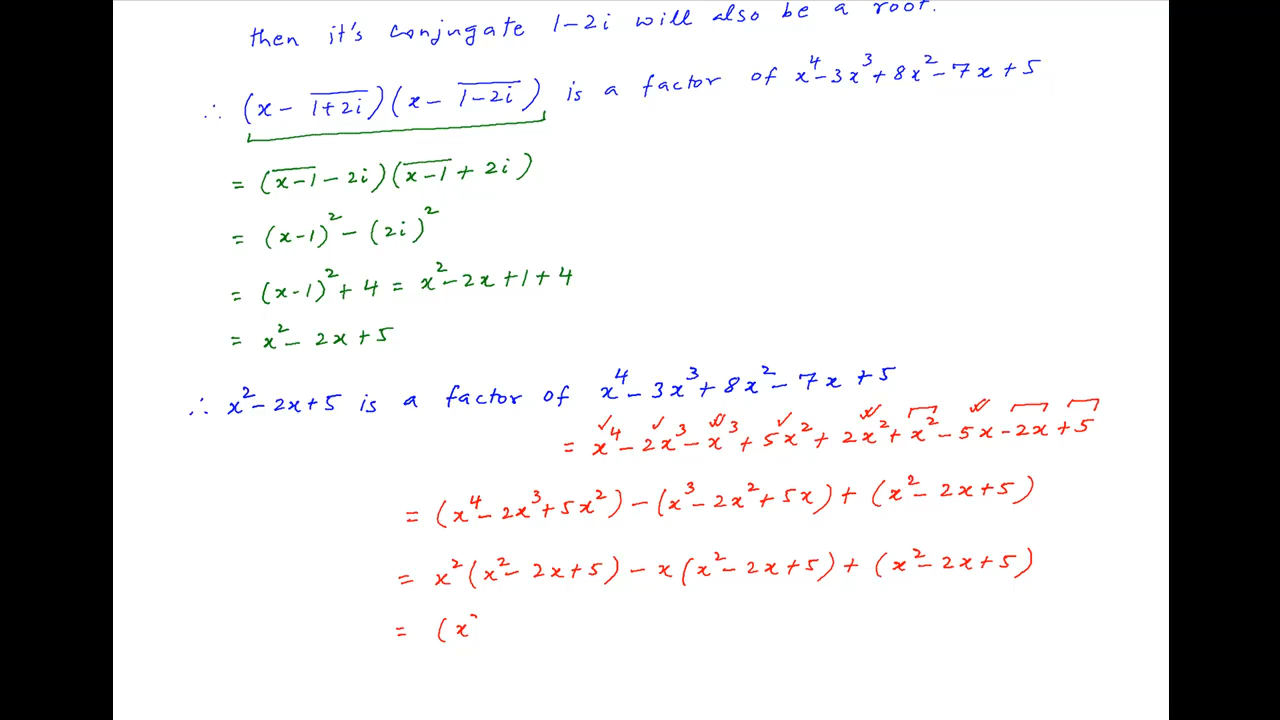 then it's conjugate 1-2i will also be a root.
∴ (x - \overline{1+2i})(x - \overline{1-2i}) is a factor of x⁴-3x³+8x²-7x+5
= (\overline{x-1} - 2i)(\overline{x-1} + 2i)
= (x-1)² - (2i)²
= (x-1)² + 4 = x²-2x+1+4
= x² - 2x+5
∴ x²-2x+5 is a factor of x⁴-3x³+8x²-7x+5
= x⁴-2x³-x³+5x²+2x²+x²-5x-2x+5
= (x⁴-2x³+5x²) - (x³-2x²+5x) + (x²-2x+5)
= x²(x²-2x+5) - x(x²-2x+5) + (x²-2x+5)
= (x